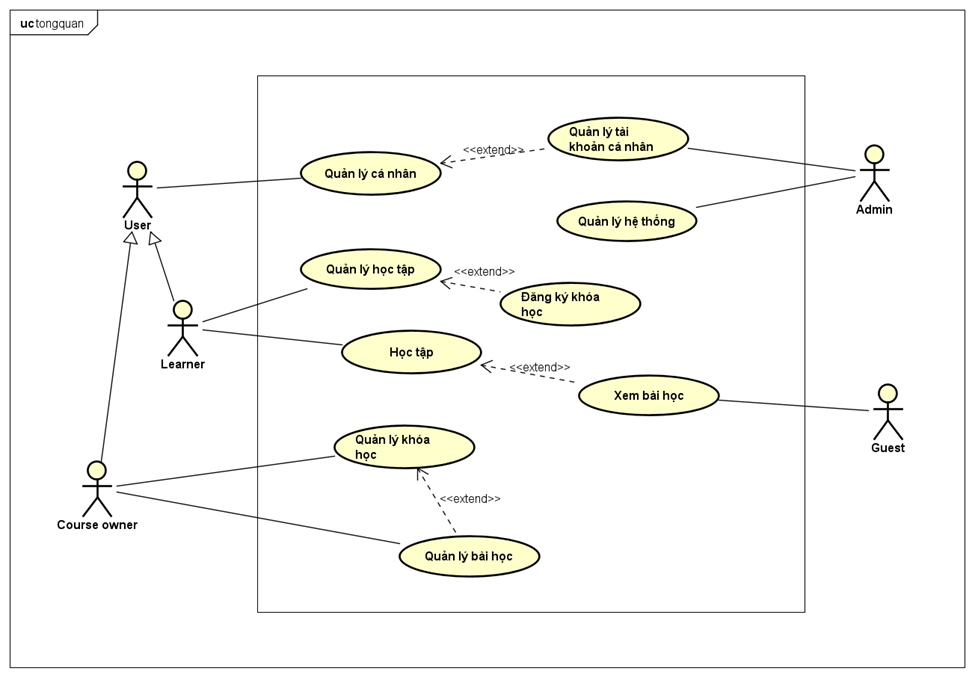 uc tongquan
Quản lý tài
khoản cá nhân
<<extend>>
Quản lý cá nhân
User
Admin
Quản lý hệ thống
Quản lý học tập
<<extend>>
Đăng ký khóa
học
Learner
Học tập
<<extend>>
Xem bài học
Guest
Quản lý khóa
học
<<extend>>
Course owner
Quản lý bài học